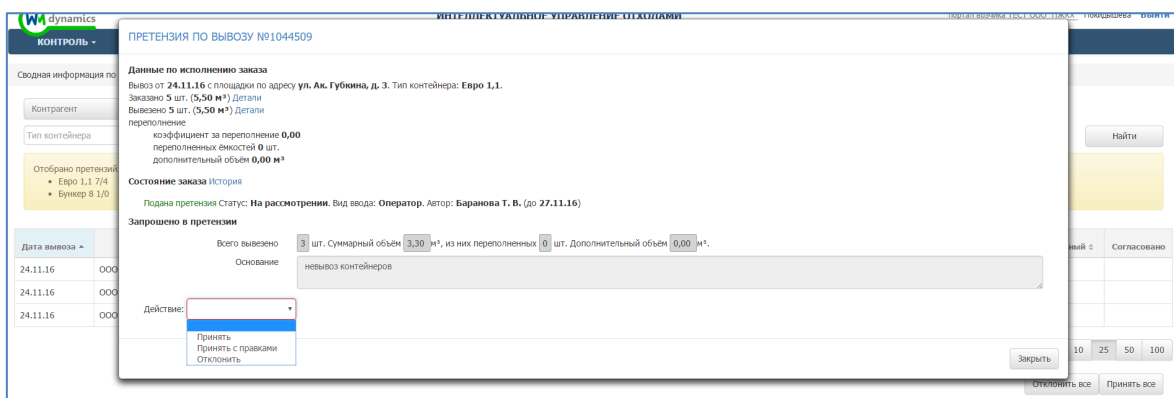 WM dynamics
ИНТЕЛЛЕКТУАЛЬНОЕ УПРАВЛЕНИЕ ОТХОДАМИ
КОНТРОЛЬ
ПРЕТЕНЗИЯ ПО ВЫВОЗУ №1044509
Сводная информация по
Данные по исполнению заказа
Вывоз от 24.11.16 с площадки по адресу ул. Ак. Губкина, д. 3. Тип контейнера: Евро 1,1.
Заказано 5 шт. (5,50 м³) Детали
Вывезено 5 шт. (5,50 м³) Детали
переполнение
коэффициент за переполнение 0,00
переполненных ёмкостей 0 шт.
дополнительный объём 0,00 м³
Контрагент
Тип контейнера
Найти
Отобрано претензий
• Евро 1,1 7/4
• Бункер 8 1/0
Состояние заказа История
Подана претензия Статус: На рассмотрении. Вид ввода: Оператор. Автор: Баранова Т. В. (до 27.11.16)
Запрошено в претензии
Всего вывезено 3 шт. Суммарный объём 3,30 м³, из них переполненных 0 шт. Дополнительный объём 0,00 м³.
Основание невывоз контейнеров
Дата вывоза ный Согласовано
24.11.16 ООО
24.11.16 ООО
24.11.16 ООО
Действие:
Принять
Принять с правками
Отклонить
Закрыть
10 25 50 100
Отклонить все Принять все